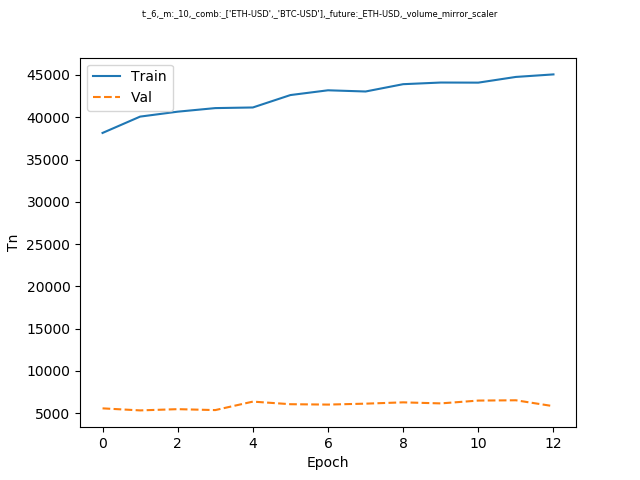 t:_6,_m:_10,_comb:_['ETH-USD',_'BTC-USD'],_future:_ETH-USD,_volume_mirror_scaler
Train
Val
45000
40000
35000
30000
25000
20000
15000
10000
5000
Tn
0 2 4 6 8 10 12
Epoch